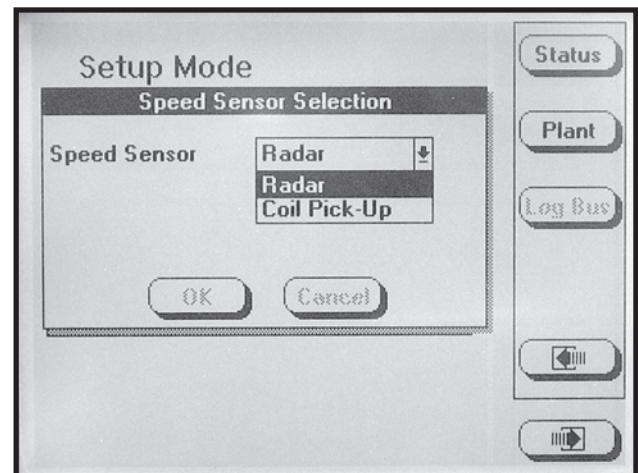 Setup Mode
Speed Sensor Selection
Speed Sensor
Radar
Radar
Coil Pick-Up
OK
Cancel
Status
Plant
Log Bus